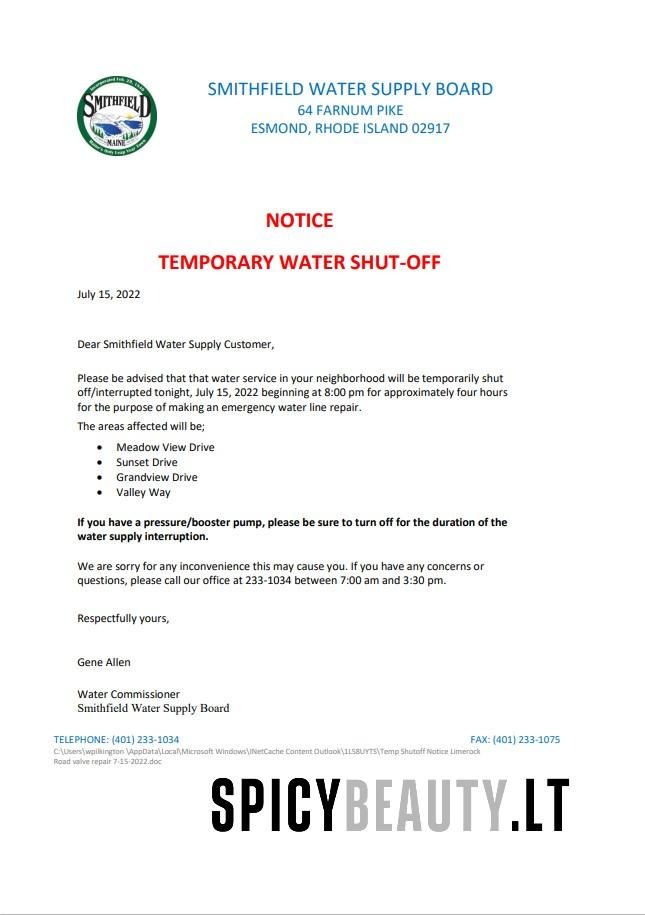 Incorporated Feb. 29, 1840
SMITHFIELD
MAINE
SMITHFIELD WATER SUPPLY BOARD
64 FARNUM PIKE
ESMOND, RHODE ISLAND 02917
NOTICE
TEMPORARY WATER SHUT-OFF
July 15, 2022
Dear Smithfield Water Supply Customer,
Please be advised that that water service in your neighborhood will be temporarily shut
off/interrupted tonight, July 15, 2022 beginning at 8:00 pm for approximately four hours
for the purpose of making an emergency water line repair.
The areas affected will be;
• Meadow View Drive
• Sunset Drive
• Grandview Drive
• Valley Way
If you have a pressure/booster pump, please be sure to turn off for the duration of the
water supply interruption.
We are sorry for any inconvenience this may cause you. If you have any concerns or
questions, please call our office at 233-1034 between 7:00 am and 3:30 pm.
Respectfully yours,
Gene Allen
Water Commissioner
Smithfield Water Supply Board
TELEPHONE: (401) 233-1034 FAX: (401) 233-1075
C:\Users\wpilkington \AppData\Local\Microsoft Windows\INetCache Content Outlook\1LS8UYTS\Temp Shutoff Notice Limerock
Road valve repair 7-15-2022.doc
SPICYBEAUTY.LT